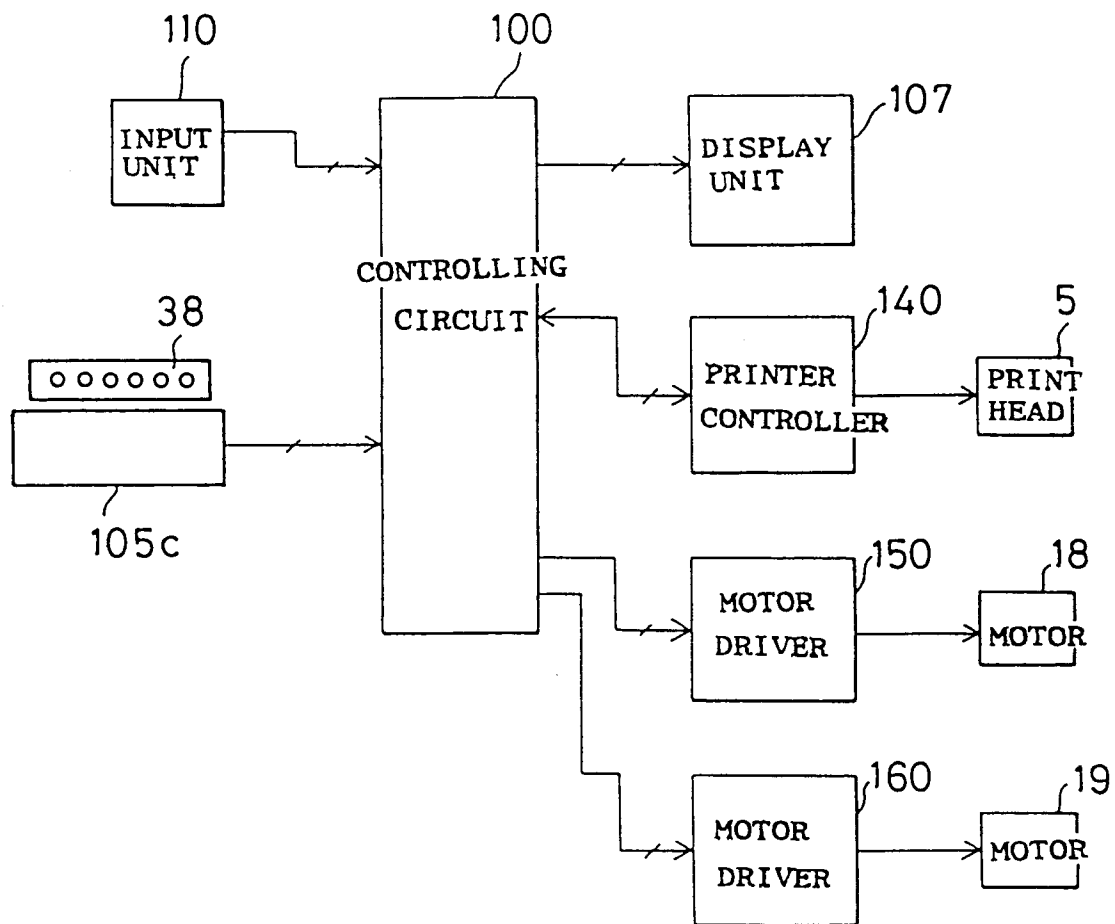 110
100
107
INPUT
UNIT
DISPLAY
UNIT
CONTROLLING
CIRCUIT
38
140
5
PRINTER
CONTROLLER
PRINT
HEAD
105c
150
18
MOTOR
DRIVER
MOTOR
160
19
MOTOR
DRIVER
MOTOR